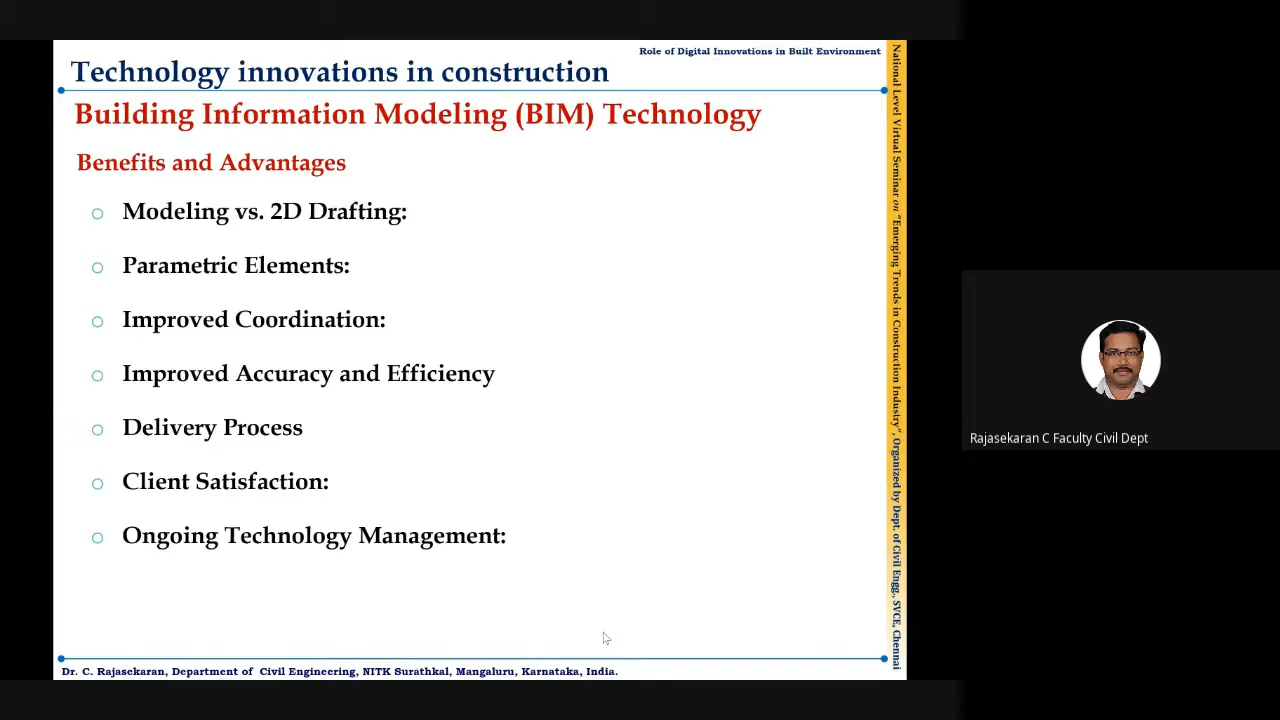 Role of Digital Innovations in Built Environment
Technology innovations in construction
Building Information Modeling (BIM) Technology
Benefits and Advantages
Modeling vs. 2D Drafting:
Parametric Elements:
Improved Coordination:
Improved Accuracy and Efficiency
Delivery Process
Client Satisfaction:
Ongoing Technology Management:
Dr. C. Rajasekaran, Department of Civil Engineering, NITK Surathkal, Mangaluru, Karnataka, India.
National Level Virtual Seminar on "Emerging Trends in Construction Industry", Organized by Dept. of Civil Engg., SVCE, Chennai
Rajasekaran C Faculty Civil Dept